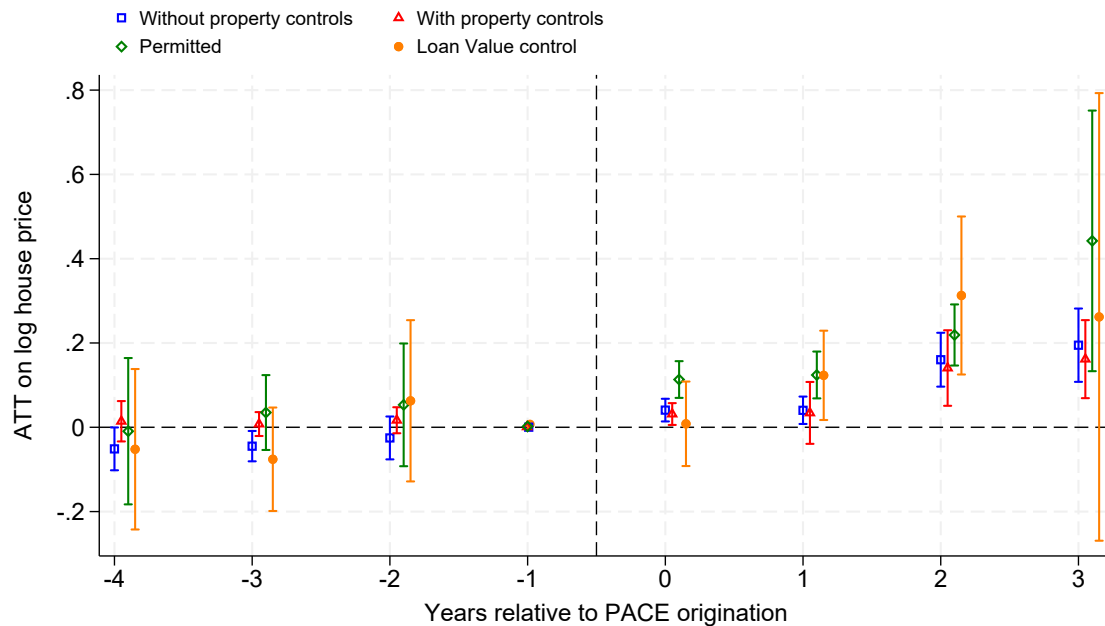 Without property controls
With property controls
Permitted
Loan Value control
ATT on log house price
.8
.6
.4
.2
0
-.2
-4 -3 -2 -1 0 1 2 3
Years relative to PACE origination